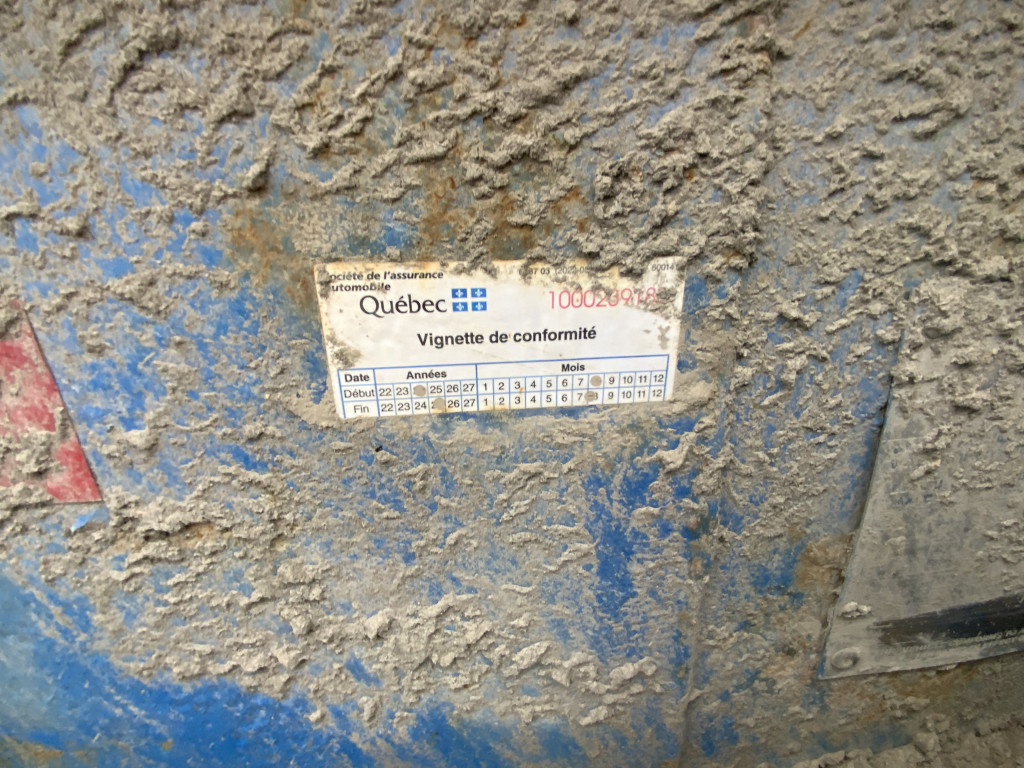 ociété de l'assurance
utomobile
Québec
Vignette de conformité
Date Années Mois
Début 22 23 25 26 27 1 2 3 4 5 6 7 9 10 11 12
Fin 22 23 24 26 27 1 2 3 4 5 6 7 9 10 11 12